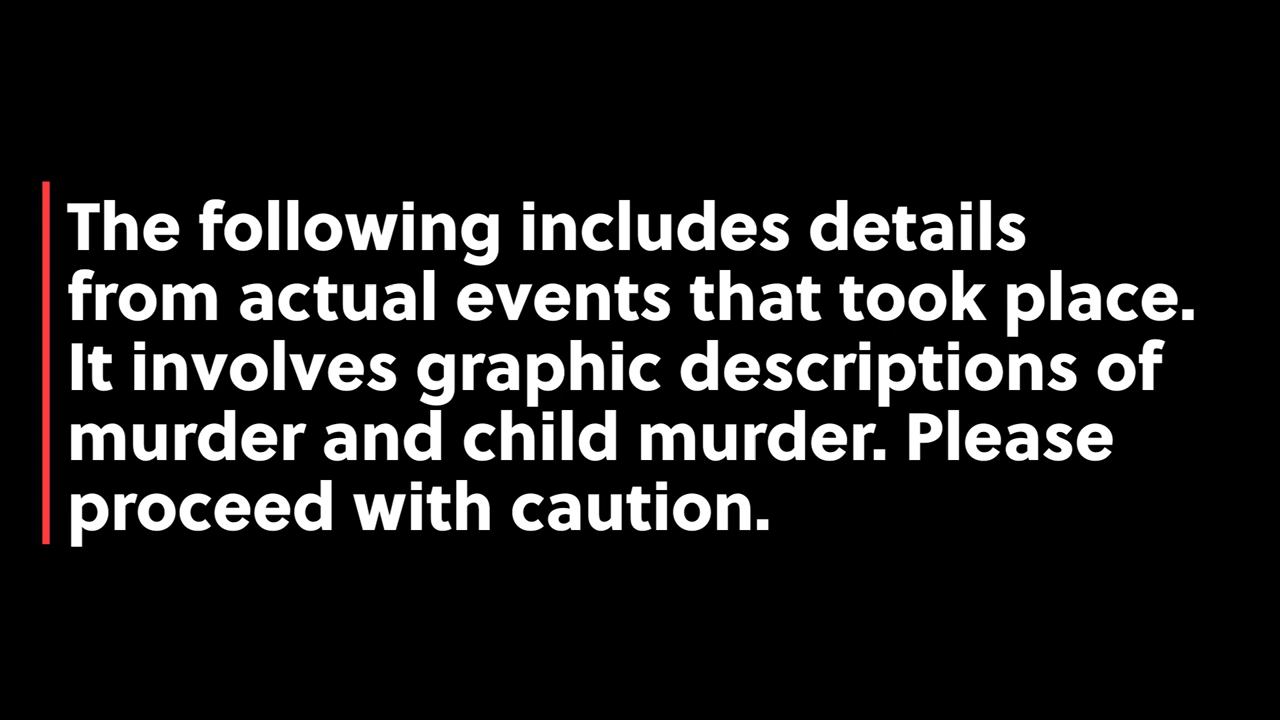 The following includes details
from actual events that took place.
It involves graphic descriptions of
murder and child murder. Please
proceed with caution.